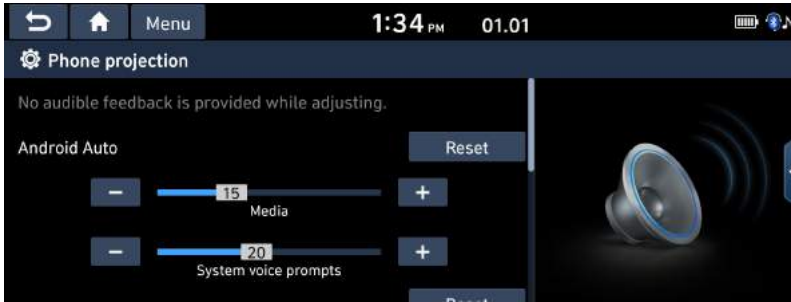 Menu
1:34 PM 01.01
Phone projection
No audible feedback is provided while adjusting.
Android Auto
Reset
15
Media
20
System voice prompts
Reset